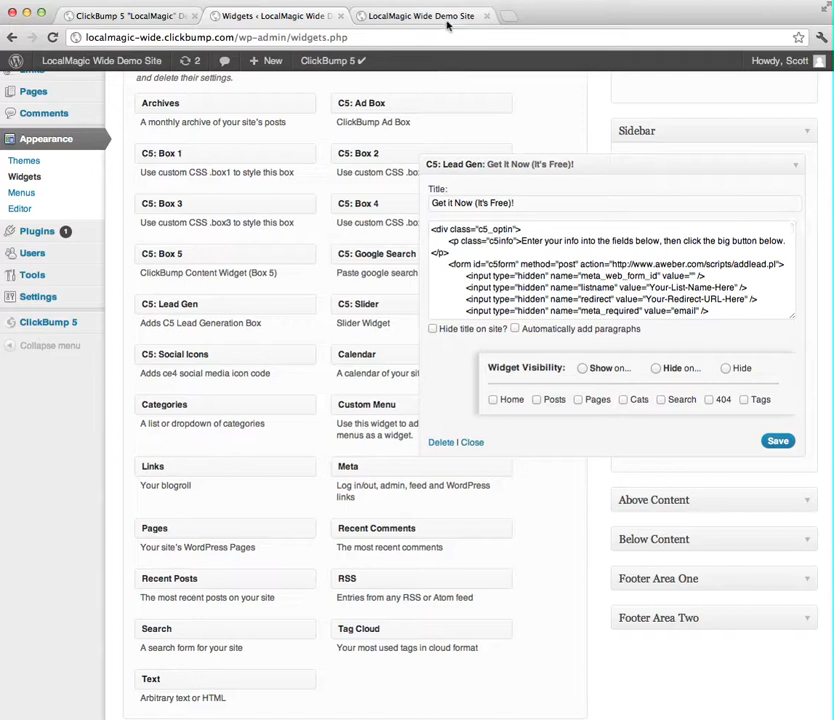 ClickBump 5 "LocalMagic" D
Widgets ‹ LocalMagic Wide D
LocalMagic Wide Demo Site
localmagic-wide.clickbump.com/wp-admin/widgets.php
LocalMagic Wide Demo Site
2
New
ClickBump 5 ✔
Howdy, Scott
Pages
Comments
Appearance
Themes
Widgets
Menus
Editor
Plugins 1
Users
Tools
Settings
ClickBump 5
Collapse menu
and delete their settings.
Archives
A monthly archive of your site's posts
C5: Ad Box
ClickBump Ad Box
C5: Box 1
Use custom CSS .box1 to style this box
C5: Box 2
Use custom CSS .bo
C5: Box 3
Use custom CSS .box3 to style this box
C5: Box 4
Use custom CSS .bo
C5: Box 5
ClickBump Content Widget (Box 5)
C5: Google Search
Paste google search
C5: Lead Gen
Adds C5 Lead Generation Box
C5: Slider
Slider Widget
C5: Social Icons
Adds ce4 social media icon code
Calendar
A calendar of your sit
Categories
A list or dropdown of categories
Custom Menu
Use this widget to ad
menus as a widget.
Links
Your blogroll
Meta
Log in/out, admin, feed and WordPress
links
Pages
Your site's WordPress Pages
Recent Comments
The most recent comments
Recent Posts
The most recent posts on your site
RSS
Entries from any RSS or Atom feed
Search
A search form for your site
Tag Cloud
Your most used tags in cloud format
Text
Arbitrary text or HTML
Sidebar
C5: Lead Gen: Get It Now (It's Free)!
Title:
Get it Now (It's Free)!
<div class="c5_optin">
<p class="c5info">Enter your info into the fields below, then click the big button below.
</p>
<form id="c5form" method="post" action="http://www.aweber.com/scripts/addlead.pl">
<input type="hidden" name="meta_web_form_id" value="" />
<input type="hidden" name="listname" value="Your-List-Name-Here" />
<input type="hidden" name="redirect" value="Your-Redirect-URL-Here" />
<input type="hidden" name="meta_required" value="email" />
Hide title on site? Automatically add paragraphs
Widget Visibility: Show on... Hide on... Hide
Home Posts Pages Cats Search 404 Tags
Delete | Close
Save
Above Content
Below Content
Footer Area One
Footer Area Two